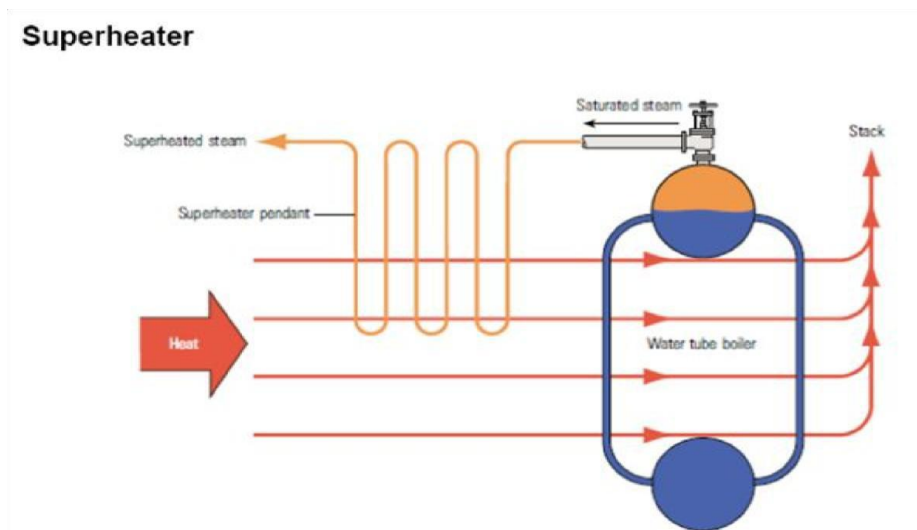 Superheater
Saturated steam
Stack
Superheated steam
Superheater pendant
Heat
Water tube boiler